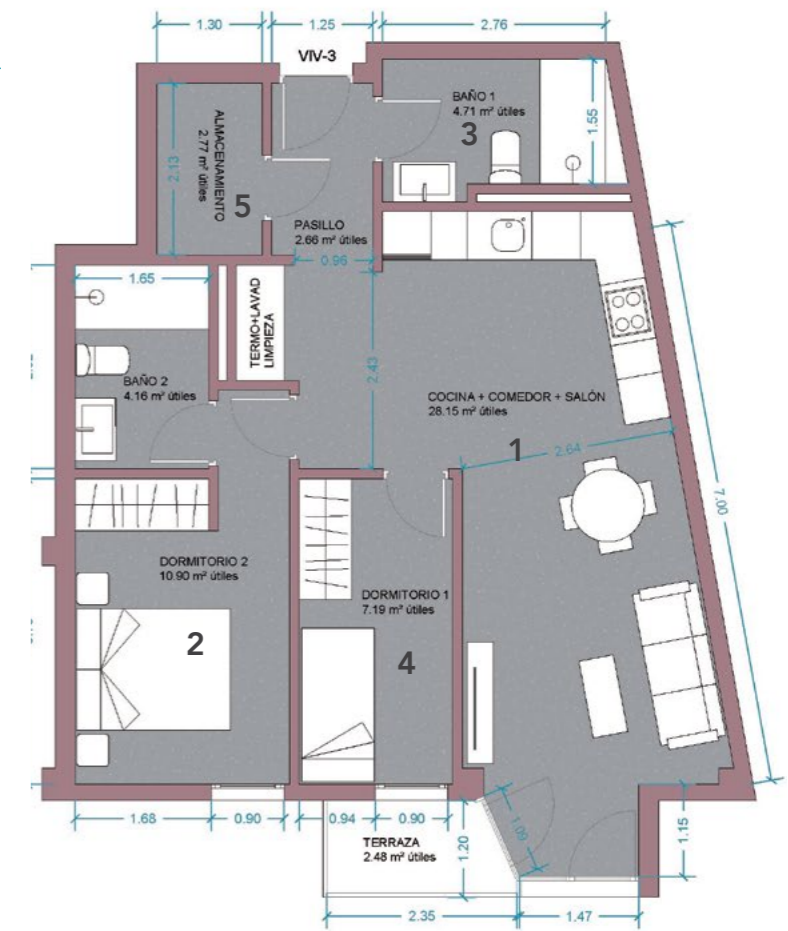 1.30
1.25
2.76
VIV-3
BAÑO 1
4.71 m² útiles
3
1.55
ALMACENAMIENTO
2.77 m² útiles
2.13
5
PASILLO
2.66 m² útiles
0.96
1.65
TERMO+LAVAD
LIMPIEZA
2.43
BAÑO 2
4.16 m² útiles
COCINA + COMEDOR + SALÓN
28.15 m² útiles
1
2.64
7.00
DORMITORIO 2
10.90 m² útiles
2
DORMITORIO 1
7.19 m² útiles
4
1.68
0.90
0.94
0.90
1.09
1.15
TERRAZA
2.48 m² útiles
1.20
2.35
1.47